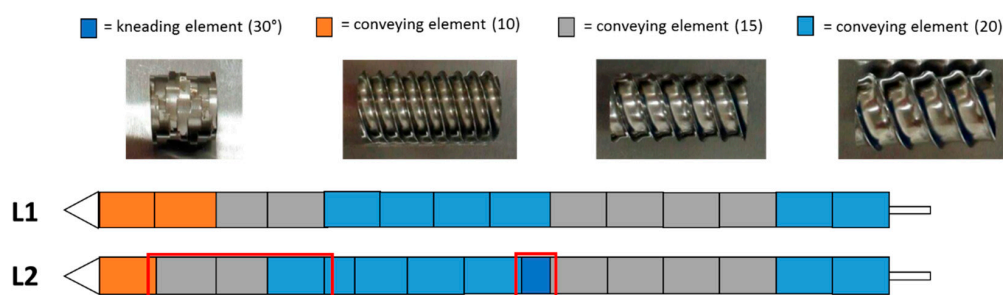 = kneading element (30°) = conveying element (10) = conveying element (15) = conveying element (20)
L1
L2